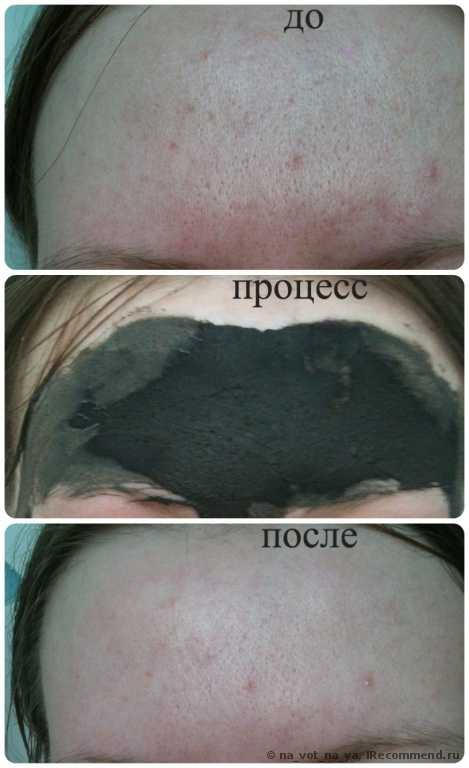 до
процесс
после
© na_vot_na_ya, IRecommend.ru